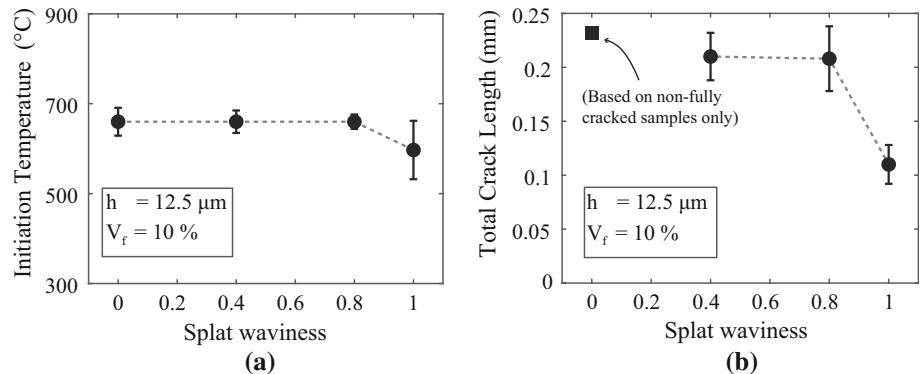 900
700
500
300
Initiation Temperature (°C)
h = 12.5 μm
V_f = 10 %
0 0.2 0.4 0.6 0.8 1
Splat waviness
(a)
0.25
0.2
0.15
0.1
0.05
0
Total Crack Length (mm)
(Based on non-fully
cracked samples only)
h = 12.5 μm
V_f = 10 %
0 0.2 0.4 0.6 0.8 1
Splat waviness
(b)